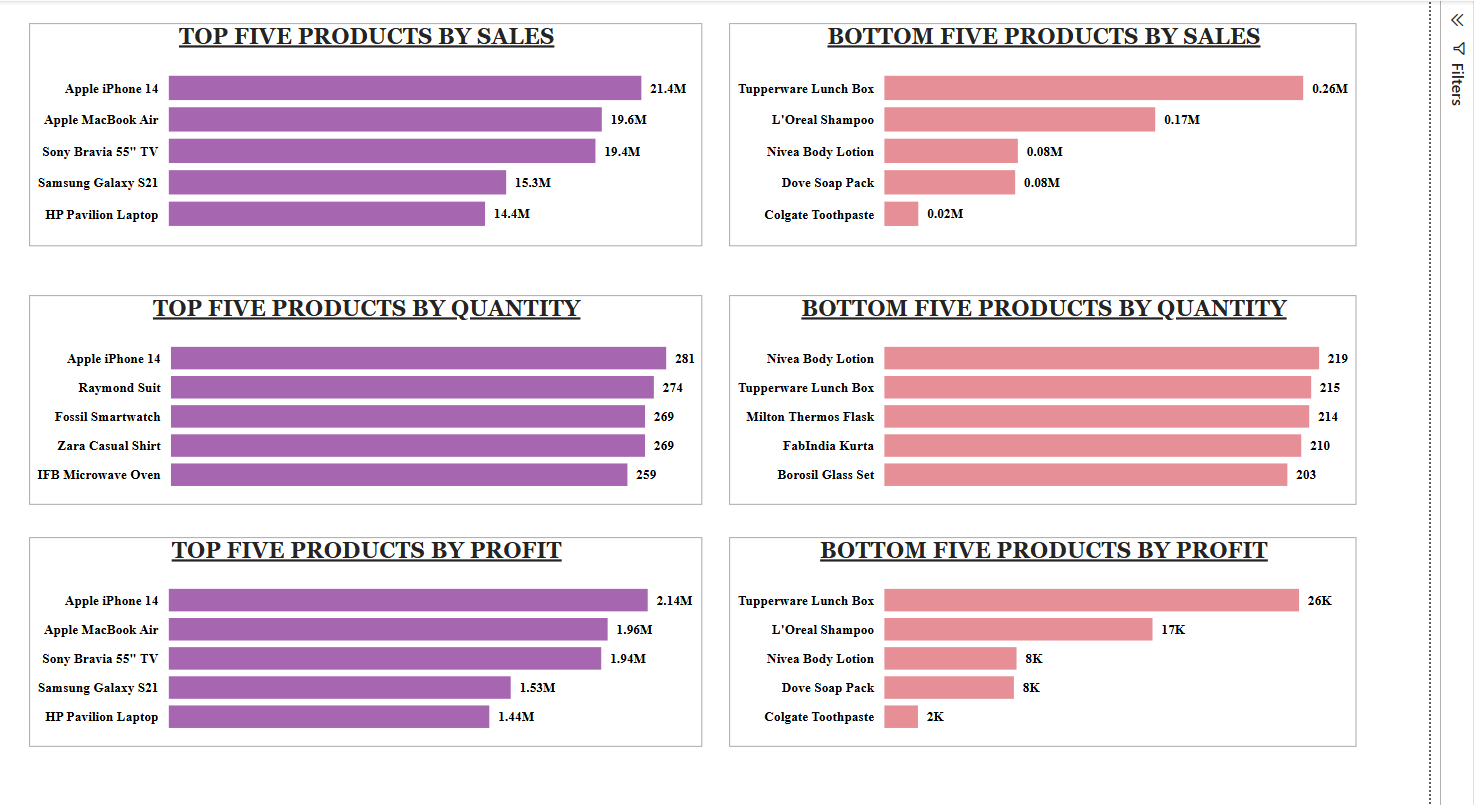 TOP FIVE PRODUCTS BY SALES
Apple iPhone 14 21.4M
Apple MacBook Air 19.6M
Sony Bravia 55" TV 19.4M
Samsung Galaxy S21 15.3M
HP Pavilion Laptop 14.4M
BOTTOM FIVE PRODUCTS BY SALES
Tupperware Lunch Box 0.26M
L'Oreal Shampoo 0.17M
Nivea Body Lotion 0.08M
Dove Soap Pack 0.08M
Colgate Toothpaste 0.02M
TOP FIVE PRODUCTS BY QUANTITY
Apple iPhone 14 281
Raymond Suit 274
Fossil Smartwatch 269
Zara Casual Shirt 269
IFB Microwave Oven 259
BOTTOM FIVE PRODUCTS BY QUANTITY
Nivea Body Lotion 219
Tupperware Lunch Box 215
Milton Thermos Flask 214
FabIndia Kurta 210
Borosil Glass Set 203
TOP FIVE PRODUCTS BY PROFIT
Apple iPhone 14 2.14M
Apple MacBook Air 1.96M
Sony Bravia 55" TV 1.94M
Samsung Galaxy S21 1.53M
HP Pavilion Laptop 1.44M
BOTTOM FIVE PRODUCTS BY PROFIT
Tupperware Lunch Box 26K
L'Oreal Shampoo 17K
Nivea Body Lotion 8K
Dove Soap Pack 8K
Colgate Toothpaste 2K
Filters